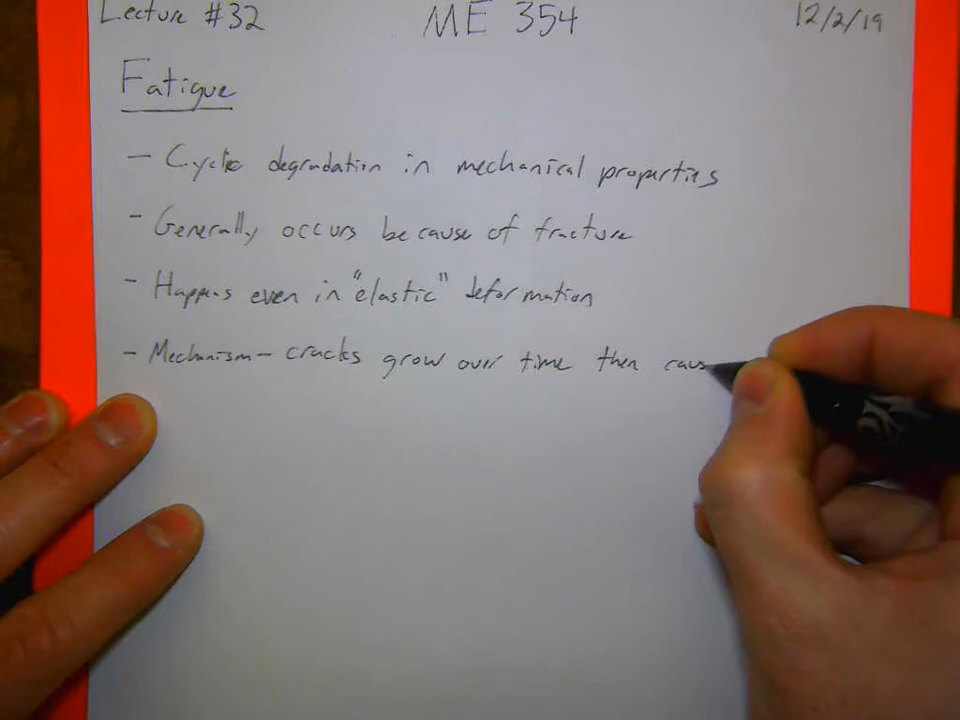 Lecture #32 ME 354 12/2/19
Fatigue
— Cyclic degradation in mechanical properties
- Generally occurs because of fracture
- Happens even in "elastic" deformation
- Mechanism - cracks grow over time then caus